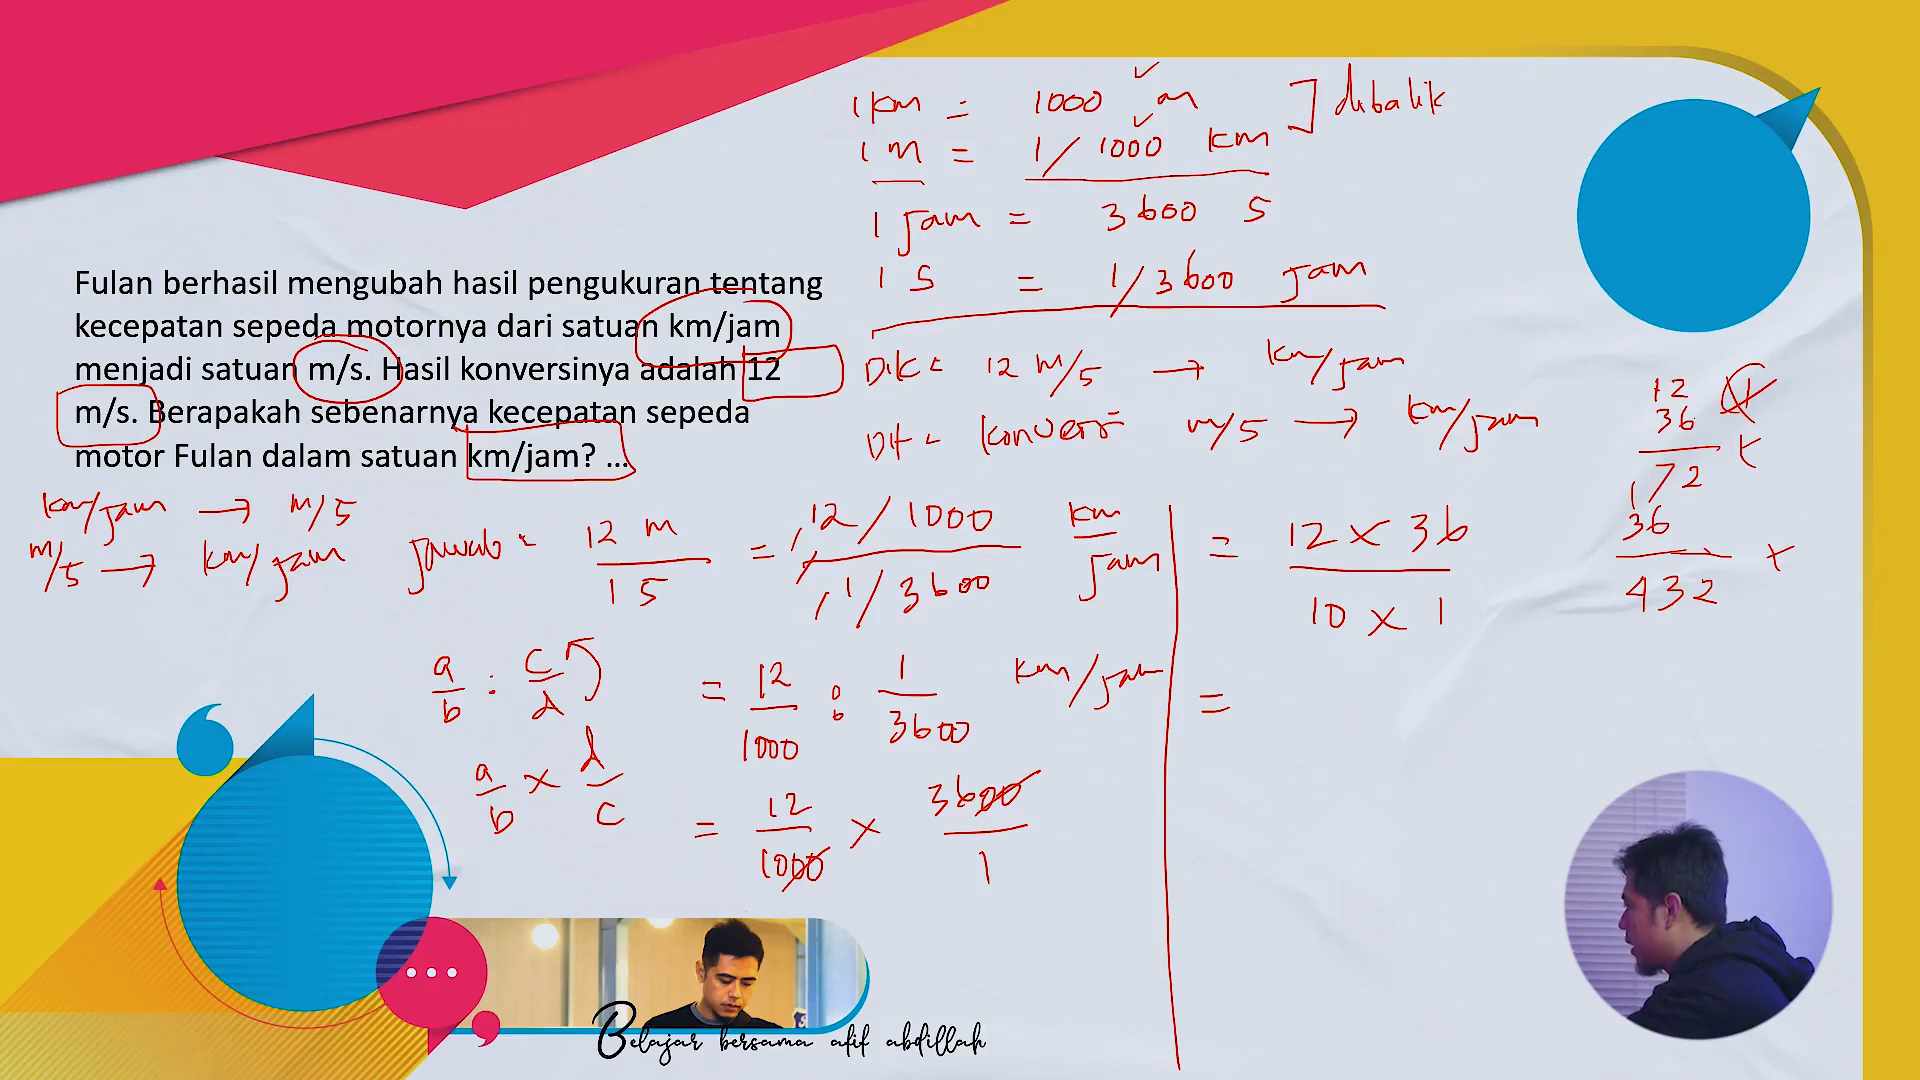 Fulan berhasil mengubah hasil pengukuran tentang
kecepatan sepeda motornya dari satuan km/jam
menjadi satuan m/s. Hasil konversinya adalah 12
m/s. Berapakah sebenarnya kecepatan sepeda
motor Fulan dalam satuan km/jam? ...
km/jam → m/s
m/s → km/jam
1 km = 1000 m ] dibalik
1 m = 1/1000 km
1 jam = 3600 s
1 s = 1/3600 jam
Dik = 12 m/s → km/jam
Dit = konversi m/s → km/jam
Jawab = 12 m / 1 s = 12/1000 / 1/3600 km/jam
a/b : c/d
= 12/1000 : 1/3600 km/jam
a/b × d/c
= 12/1000 × 3600/1
= 12 × 36
10 × 1
=
12
36 ×
72
36
432
Belajar bersama afif abdillah